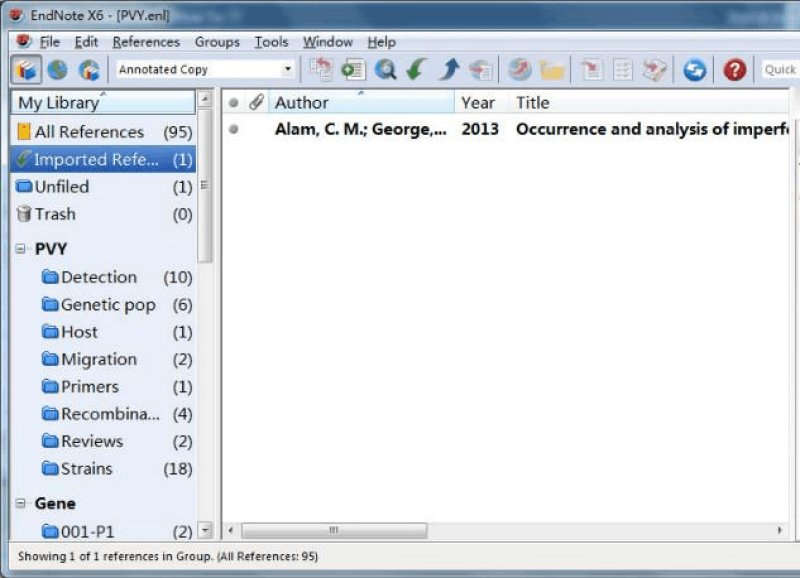 EndNote X6 - [PVY.enl]
File Edit References Groups Tools Window Help
Annotated Copy Quick
My Library Author Year Title
All References (95) Alam, C. M.; George,... 2013 Occurrence and analysis of imperf
Imported Refe... (1)
Unfiled (1)
Trash (0)
PVY
Detection (10)
Genetic pop (6)
Host (1)
Migration (2)
Primers (1)
Recombina... (4)
Reviews (2)
Strains (18)
Gene
001-P1 (2)
Showing 1 of 1 references in Group. (All References: 95)